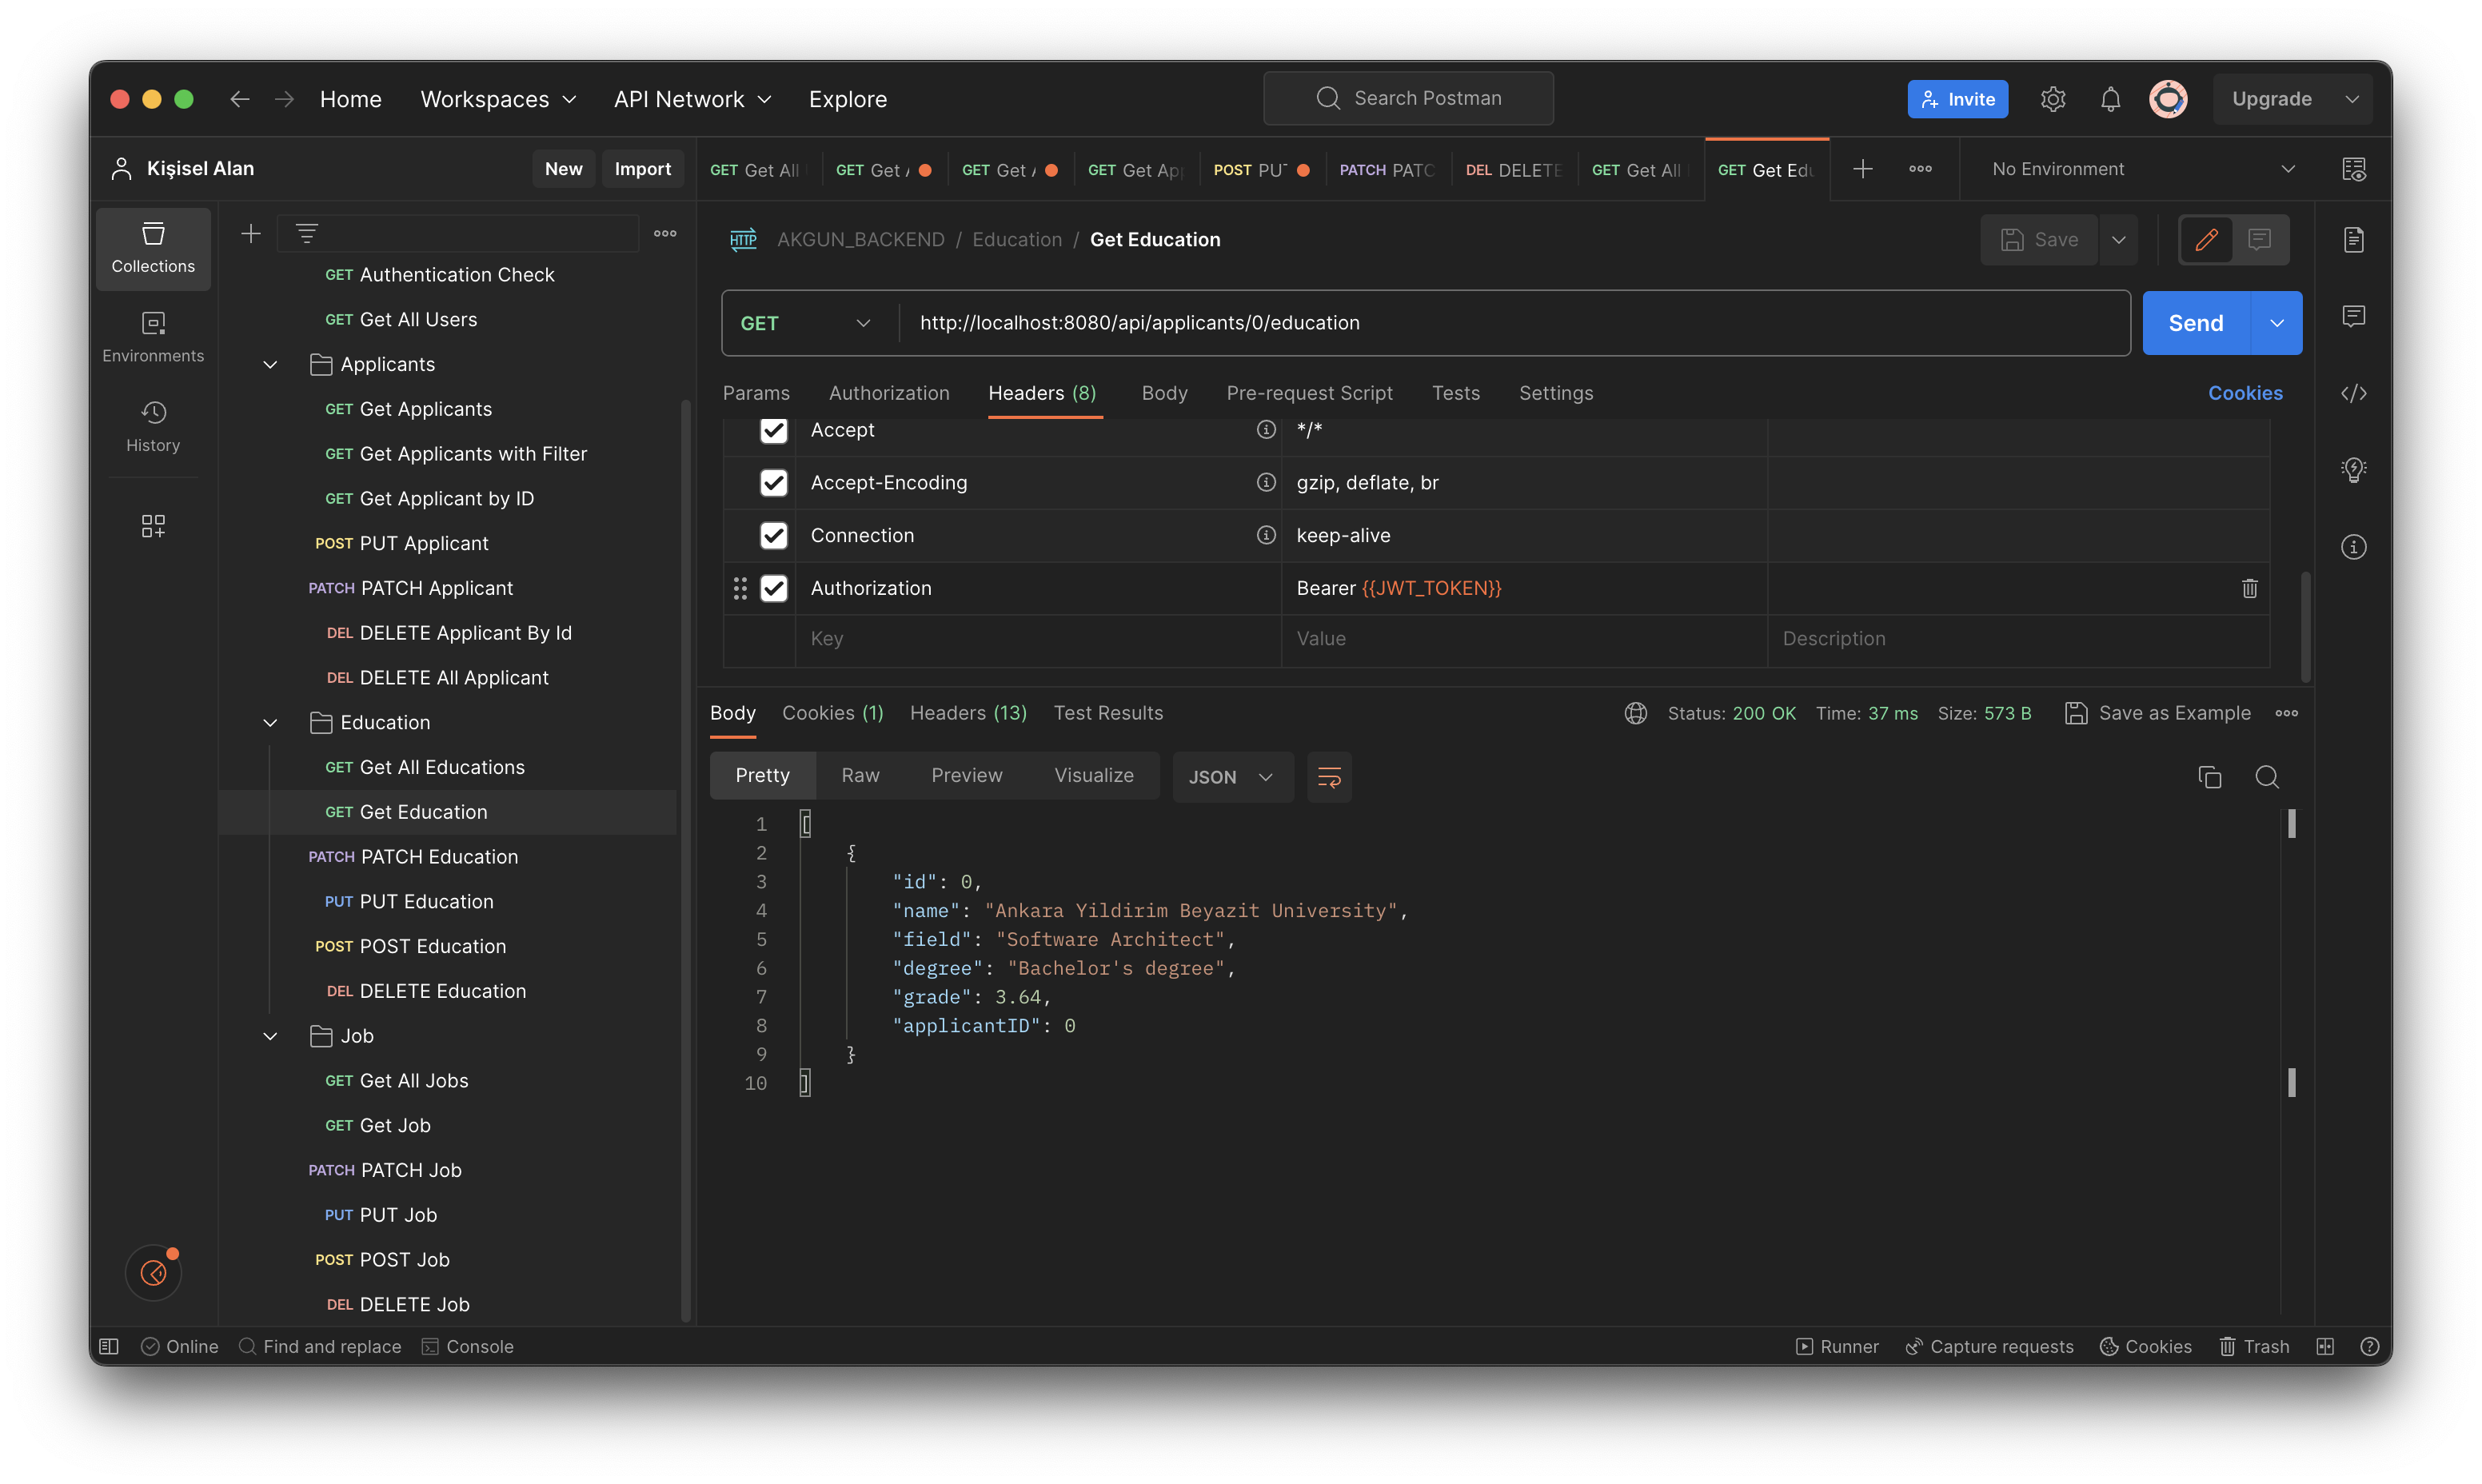 Home Workspaces API Network Explore Search Postman Invite Upgrade
Kişisel Alan New Import
GET Get All
GET Get
GET Get
GET Get Ap
POST PUT
PATCH PATC
DEL DELETE
GET Get All
GET Get Edu
No Environment
Collections
Environments
History
GET Authentication Check
GET Get All Users
Applicants
GET Get Applicants
GET Get Applicants with Filter
GET Get Applicant by ID
POST PUT Applicant
PATCH PATCH Applicant
DEL DELETE Applicant By Id
DEL DELETE All Applicant
Education
GET Get All Educations
GET Get Education
PATCH PATCH Education
PUT PUT Education
POST POST Education
DEL DELETE Education
Job
GET Get All Jobs
GET Get Job
PATCH PATCH Job
PUT PUT Job
POST POST Job
DEL DELETE Job
HTTP AKGUN_BACKEND / Education / Get Education Save
GET http://localhost:8080/api/applicants/0/education Send
Params Authorization Headers (8) Body Pre-request Script Tests Settings Cookies
Accept */*
Accept-Encoding gzip, deflate, br
Connection keep-alive
Authorization Bearer {{JWT_TOKEN}}
Key Value Description
Body Cookies (1) Headers (13) Test Results Status: 200 OK Time: 37 ms Size: 573 B Save as Example
Pretty Raw Preview Visualize JSON
1 [
2 {
3 "id": 0,
4 "name": "Ankara Yildirim Beyazit University",
5 "field": "Software Architect",
6 "degree": "Bachelor's degree",
7 "grade": 3.64,
8 "applicantID": 0
9 }
10 ]
Online Find and replace Console Runner Capture requests Cookies Trash